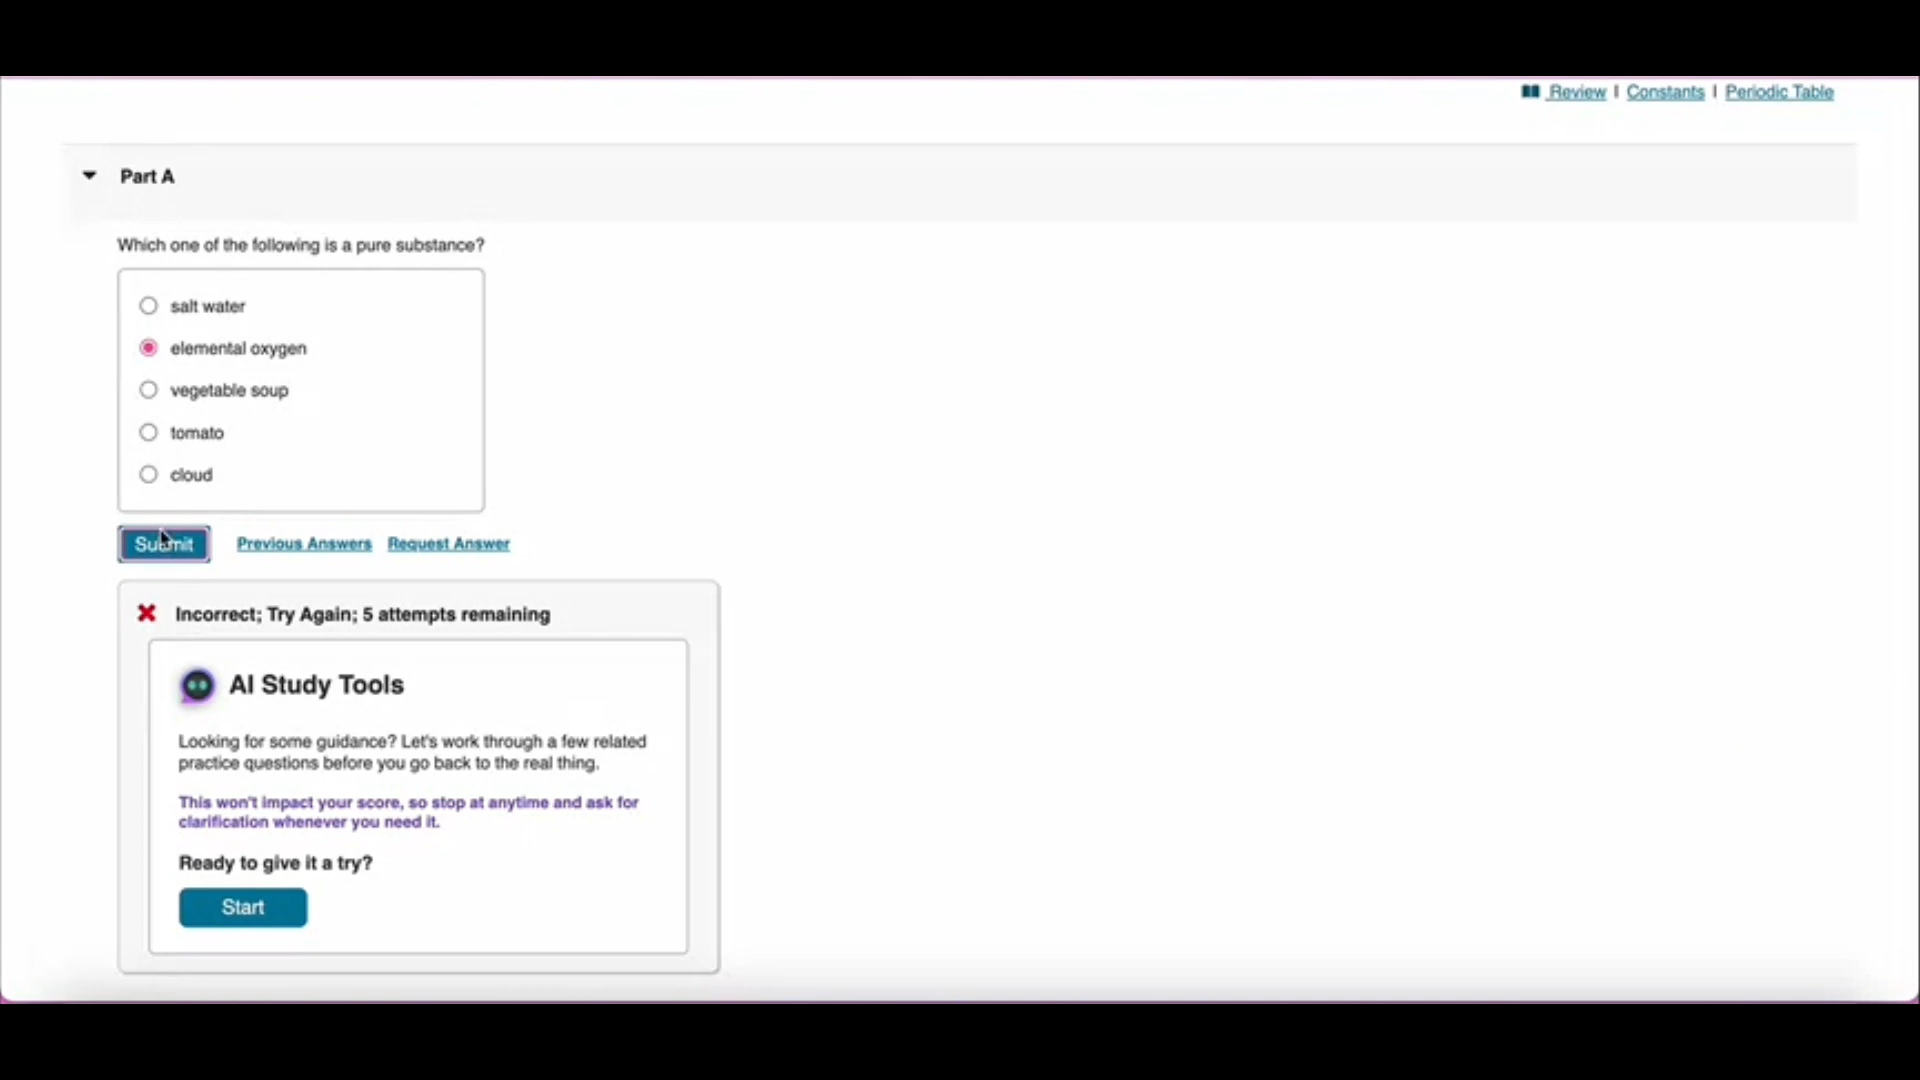 Review | Constants | Periodic Table
Part A
Which one of the following is a pure substance?
salt water
elemental oxygen
vegetable soup
tomato
cloud
Submit Previous Answers Request Answer
Incorrect; Try Again; 5 attempts remaining
AI Study Tools
Looking for some guidance? Let's work through a few related
practice questions before you go back to the real thing.
This won't impact your score, so stop at anytime and ask for
clarification whenever you need it.
Ready to give it a try?
Start